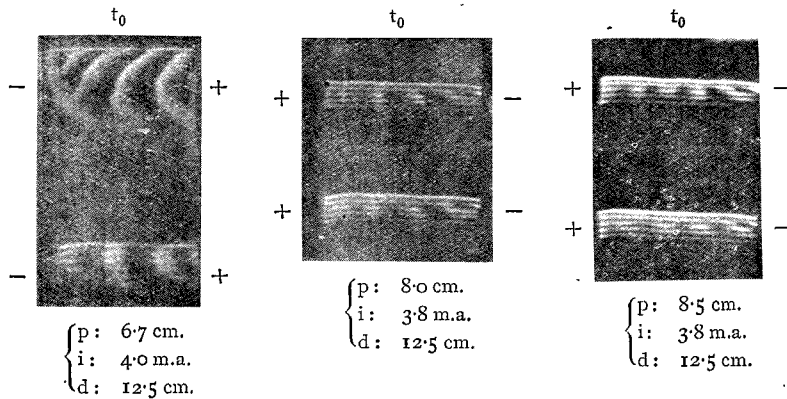 t₀
t₀
t₀
− +
+ −
+ −
− +
+ −
+ −
p: 6·7 cm.
i: 4·0 m.a.
d: 12·5 cm.
p: 8·0 cm.
i: 3·8 m.a.
d: 12·5 cm.
p: 8·5 cm.
i: 3·8 m.a.
d: 12·5 cm.